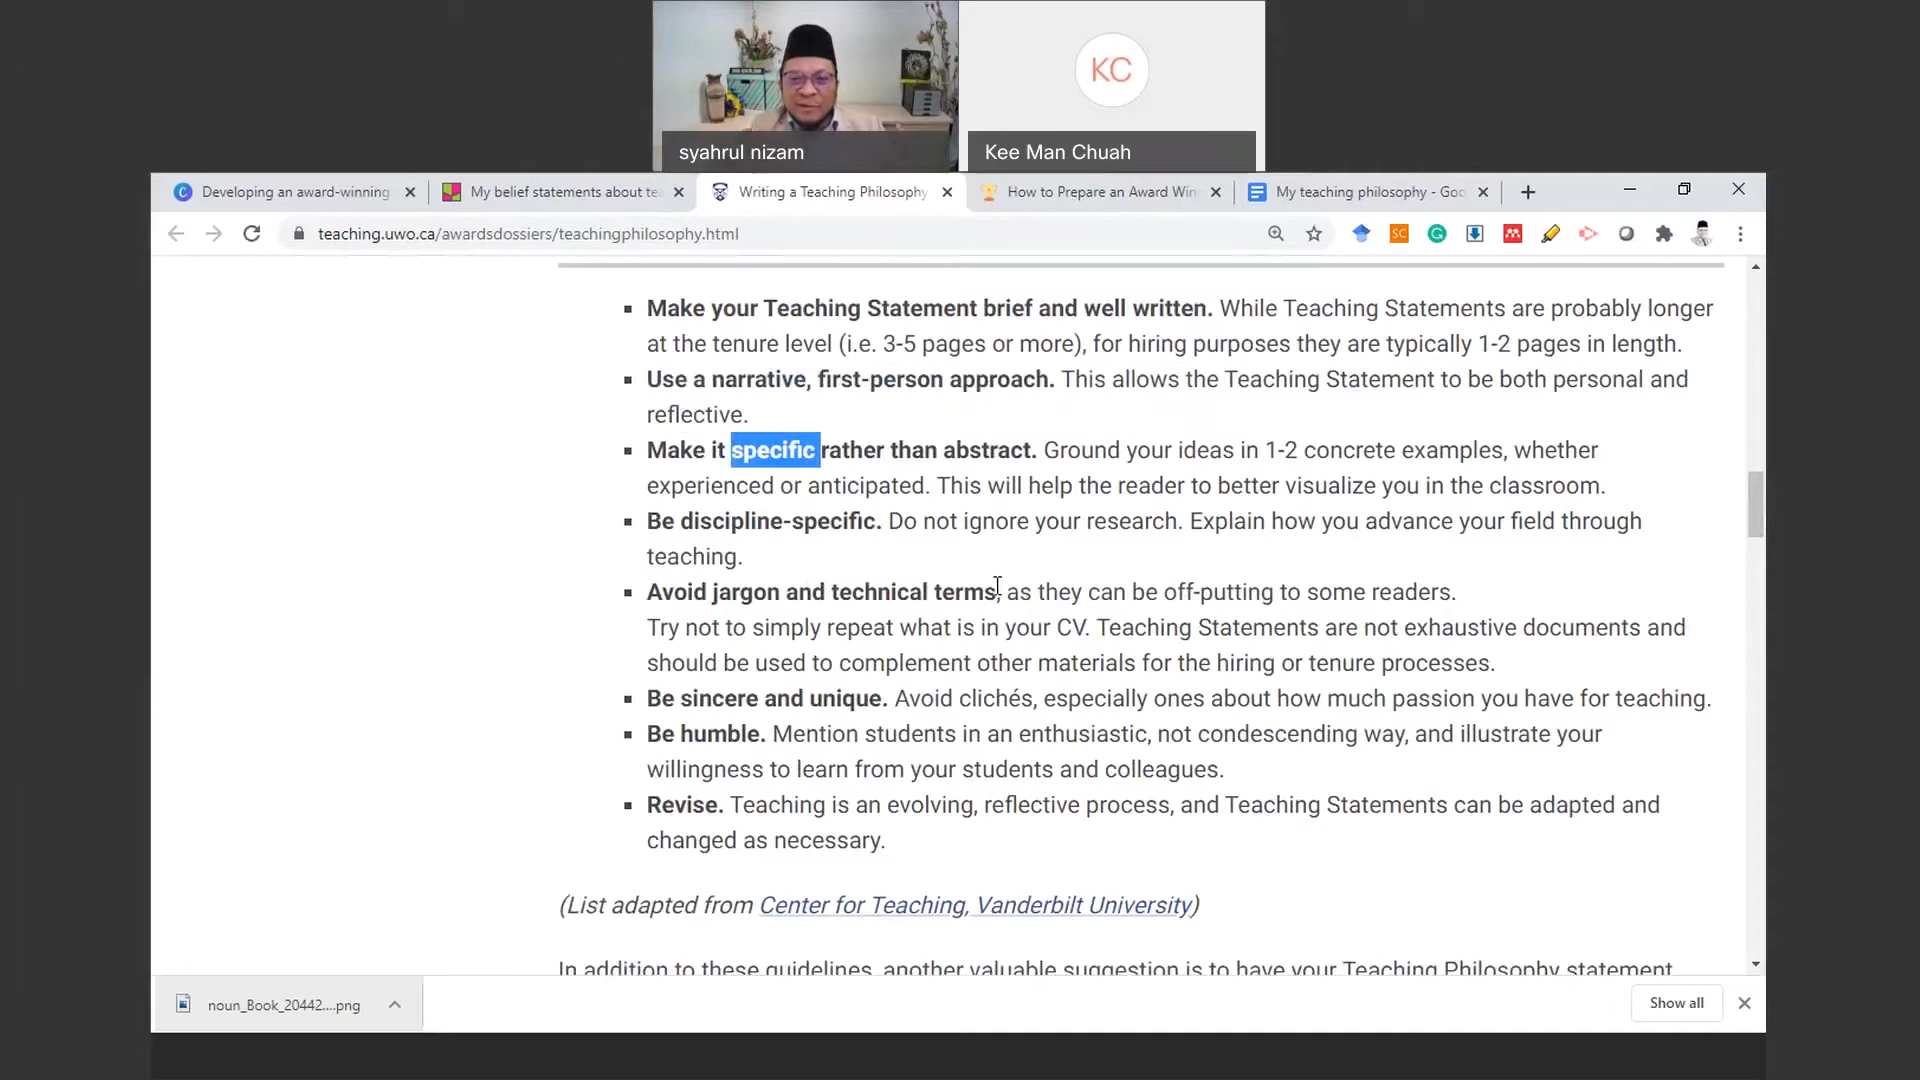 KC
syahrul nizam
Kee Man Chuah
Developing an award-winning
My belief statements about te
Writing a Teaching Philosophy
How to Prepare an Award Win
My teaching philosophy - Goo
teaching.uwo.ca/awardsdossiers/teachingphilosophy.html
SC
Make your Teaching Statement brief and well written. While Teaching Statements are probably longer
at the tenure level (i.e. 3-5 pages or more), for hiring purposes they are typically 1-2 pages in length.
Use a narrative, first-person approach. This allows the Teaching Statement to be both personal and
reflective.
Make it specific rather than abstract. Ground your ideas in 1-2 concrete examples, whether
experienced or anticipated. This will help the reader to better visualize you in the classroom.
Be discipline-specific. Do not ignore your research. Explain how you advance your field through
teaching.
Avoid jargon and technical terms, as they can be off-putting to some readers.
Try not to simply repeat what is in your CV. Teaching Statements are not exhaustive documents and
should be used to complement other materials for the hiring or tenure processes.
Be sincere and unique. Avoid clichés, especially ones about how much passion you have for teaching.
Be humble. Mention students in an enthusiastic, not condescending way, and illustrate your
willingness to learn from your students and colleagues.
Revise. Teaching is an evolving, reflective process, and Teaching Statements can be adapted and
changed as necessary.
(List adapted from Center for Teaching, Vanderbilt University)
In addition to these guidelines, another valuable suggestion is to have your Teaching Philosophy statement
noun_Book_20442....png
Show all